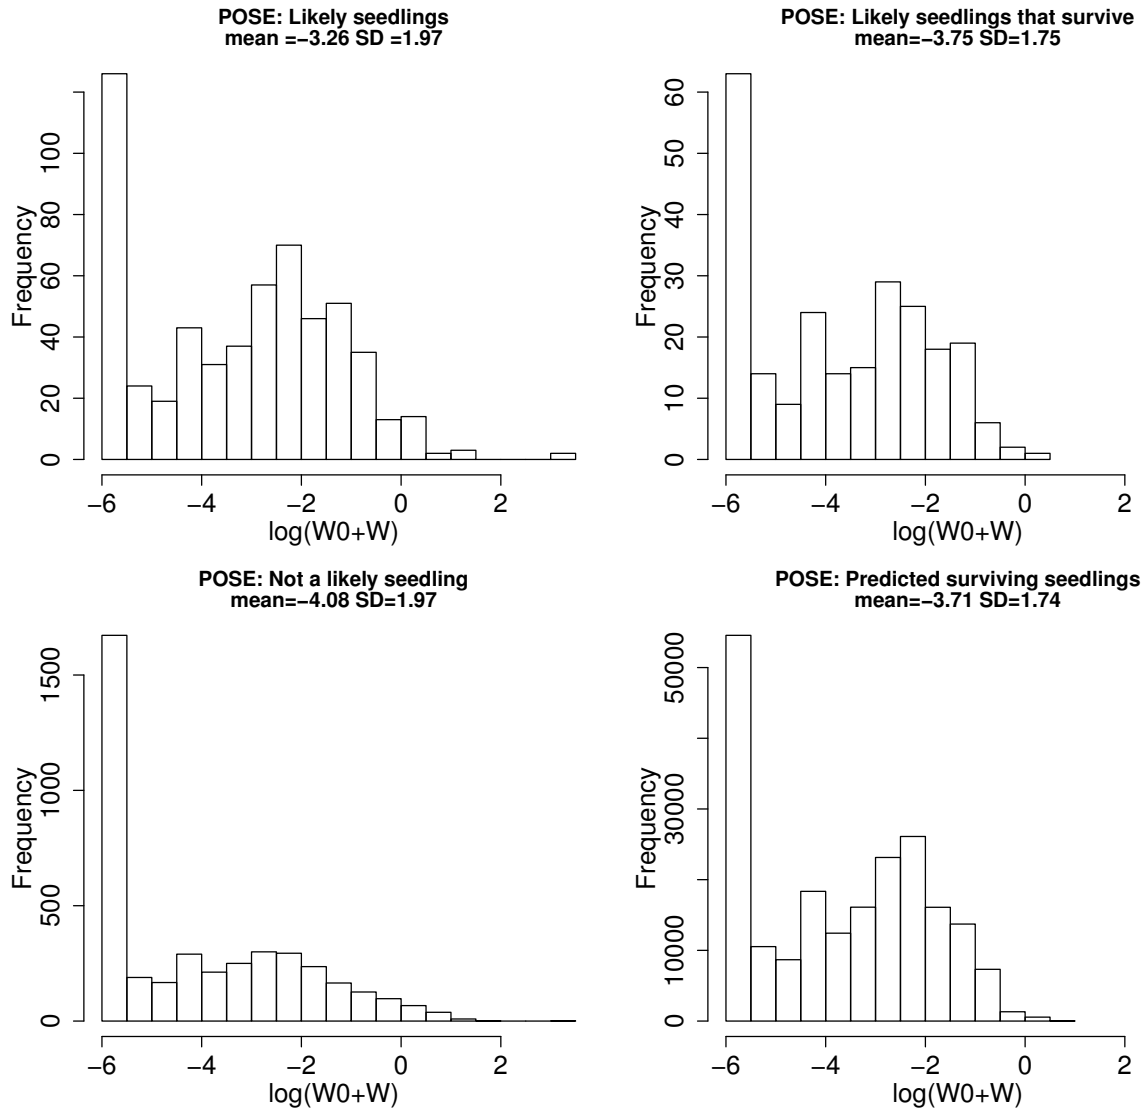 POSE: Likely seedlings
mean =−3.26 SD =1.97
Frequency
0 20 40 60 80 100
−6 −4 −2 0 2
log(W0+W)
POSE: Likely seedlings that survive
mean=−3.75 SD=1.75
Frequency
0 10 20 30 40 50 60
−6 −4 −2 0 2
log(W0+W)
POSE: Not a likely seedling
mean=−4.08 SD=1.97
Frequency
0 500 1000 1500
−6 −4 −2 0 2
log(W0+W)
POSE: Predicted surviving seedlings
mean=−3.71 SD=1.74
Frequency
0 10000 30000 50000
−6 −4 −2 0 2
log(W0+W)